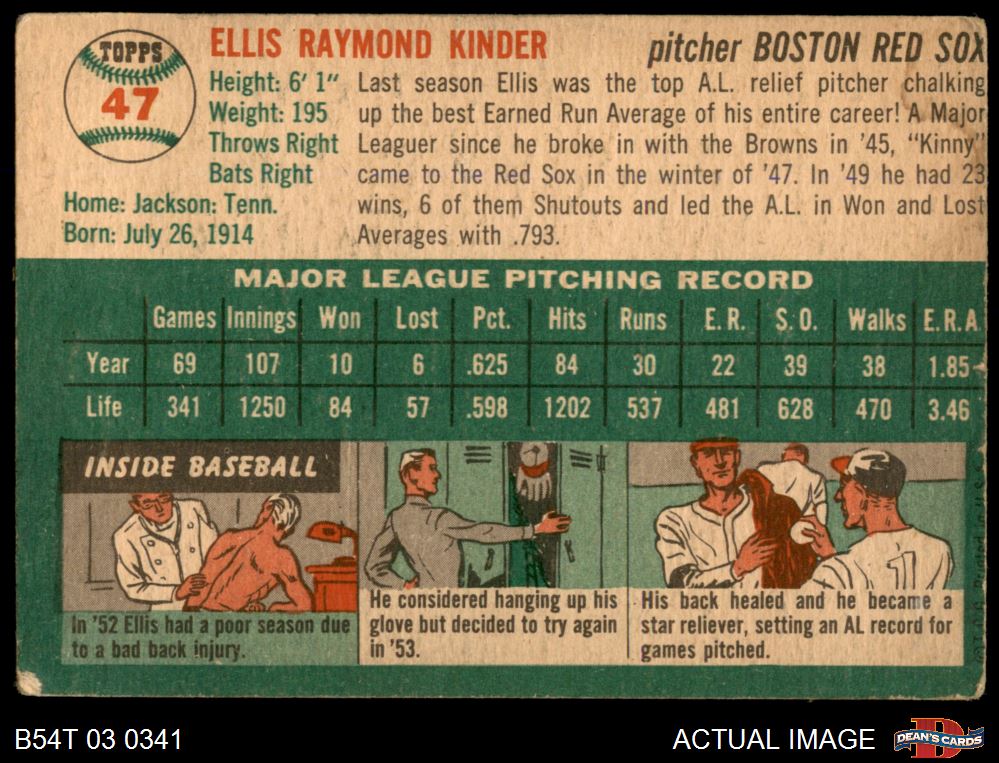 TOPPS
47
ELLIS RAYMOND KINDER
pitcher BOSTON RED SOX
Height: 6' 1"
Weight: 195
Throws Right
Bats Right
Home: Jackson: Tenn.
Born: July 26, 1914
Last season Ellis was the top A.L. relief pitcher chalking
up the best Earned Run Average of his entire career! A Major
Leaguer since he broke in with the Browns in '45, "Kinny"
came to the Red Sox in the winter of '47. In '49 he had 23
wins, 6 of them Shutouts and led the A.L. in Won and Lost
Averages with .793.
MAJOR LEAGUE PITCHING RECORD
Games Innings Won Lost Pct. Hits Runs E.R. S.O. Walks E.R.A.
Year 69 107 10 6 .625 84 30 22 39 38 1.85
Life 341 1250 84 57 .598 1202 537 481 628 470 3.46
INSIDE BASEBALL
In '52 Ellis had a poor season due
to a bad back injury.
He considered hanging up his
glove but decided to try again
in '53.
1
His back healed and he became a
star reliever, setting an AL record for
games pitched.
B54T 03 0341
ACTUAL IMAGE
D
DEAN'S CARDS